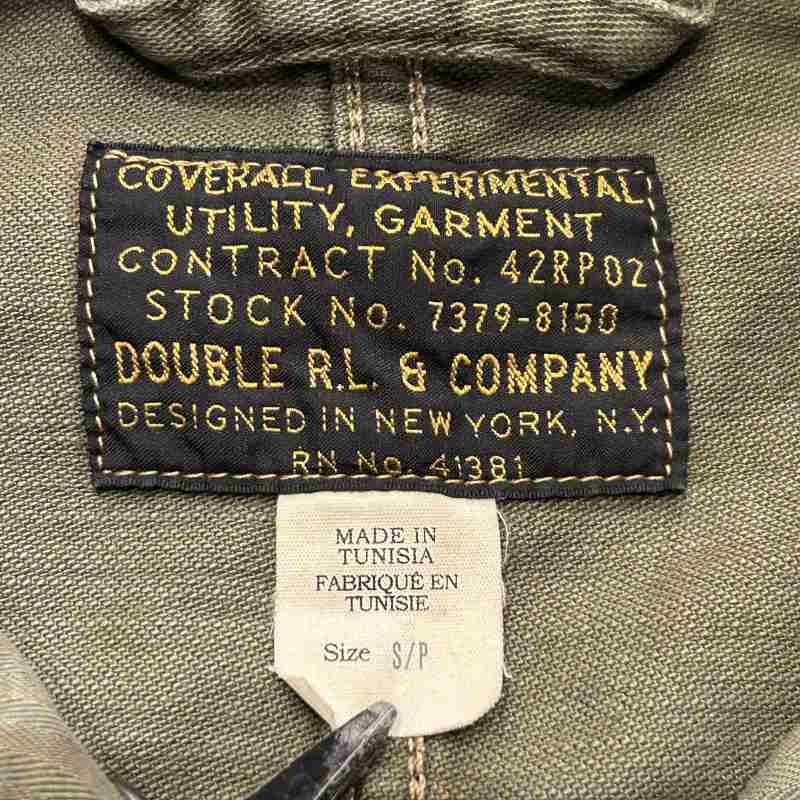 COVERALL, EXPERIMENTAL
UTILITY, GARMENT
CONTRACT No. 42RP02
STOCK No. 7379-8150
DOUBLE R.L. & COMPANY
DESIGNED IN NEW YORK, N.Y.
RN No. 41381
MADE IN
TUNISIA
FABRIQUÉ EN
TUNISIE
Size S/P